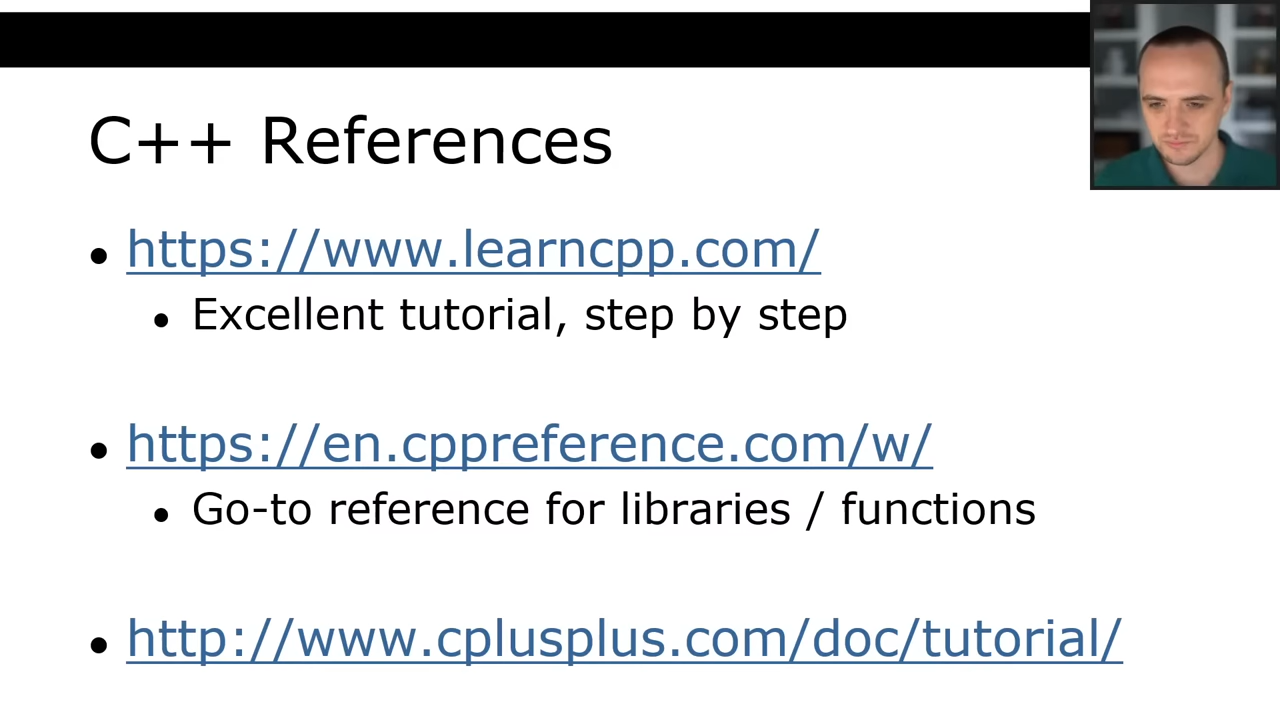 C++ References
https://www.learncpp.com/
Excellent tutorial, step by step
https://en.cppreference.com/w/
Go-to reference for libraries / functions
http://www.cplusplus.com/doc/tutorial/